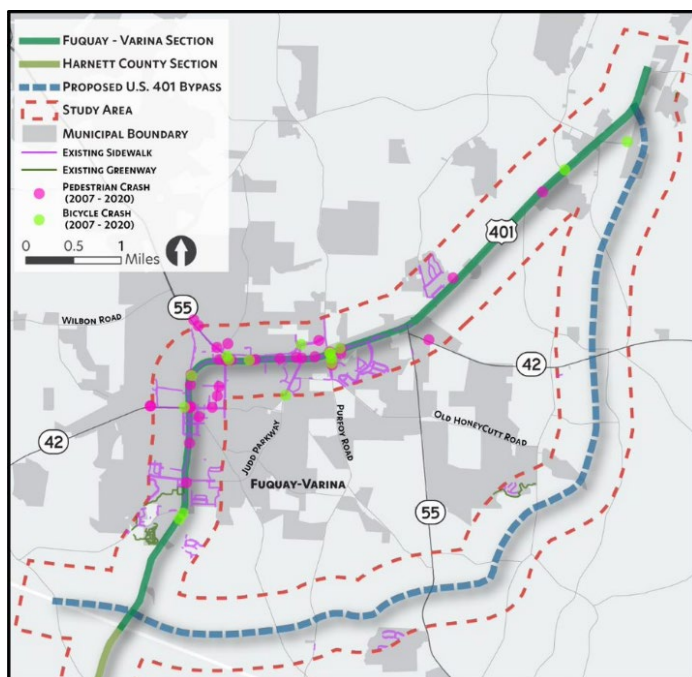 FUQUAY - VARINA SECTION
HARNETT COUNTY SECTION
PROPOSED U.S. 401 BYPASS
STUDY AREA
MUNICIPAL BOUNDARY
EXISTING SIDEWALK
EXISTING GREENWAY
PEDESTRIAN CRASH
(2007 - 2020)
BICYCLE CRASH
(2007 - 2020)
0 0.5 1
Miles
401
55
WILBON ROAD
42
42
OLD HONEYCUTT ROAD
PURFOY ROAD
JUDD PARKWAY
FUQUAY-VARINA
55